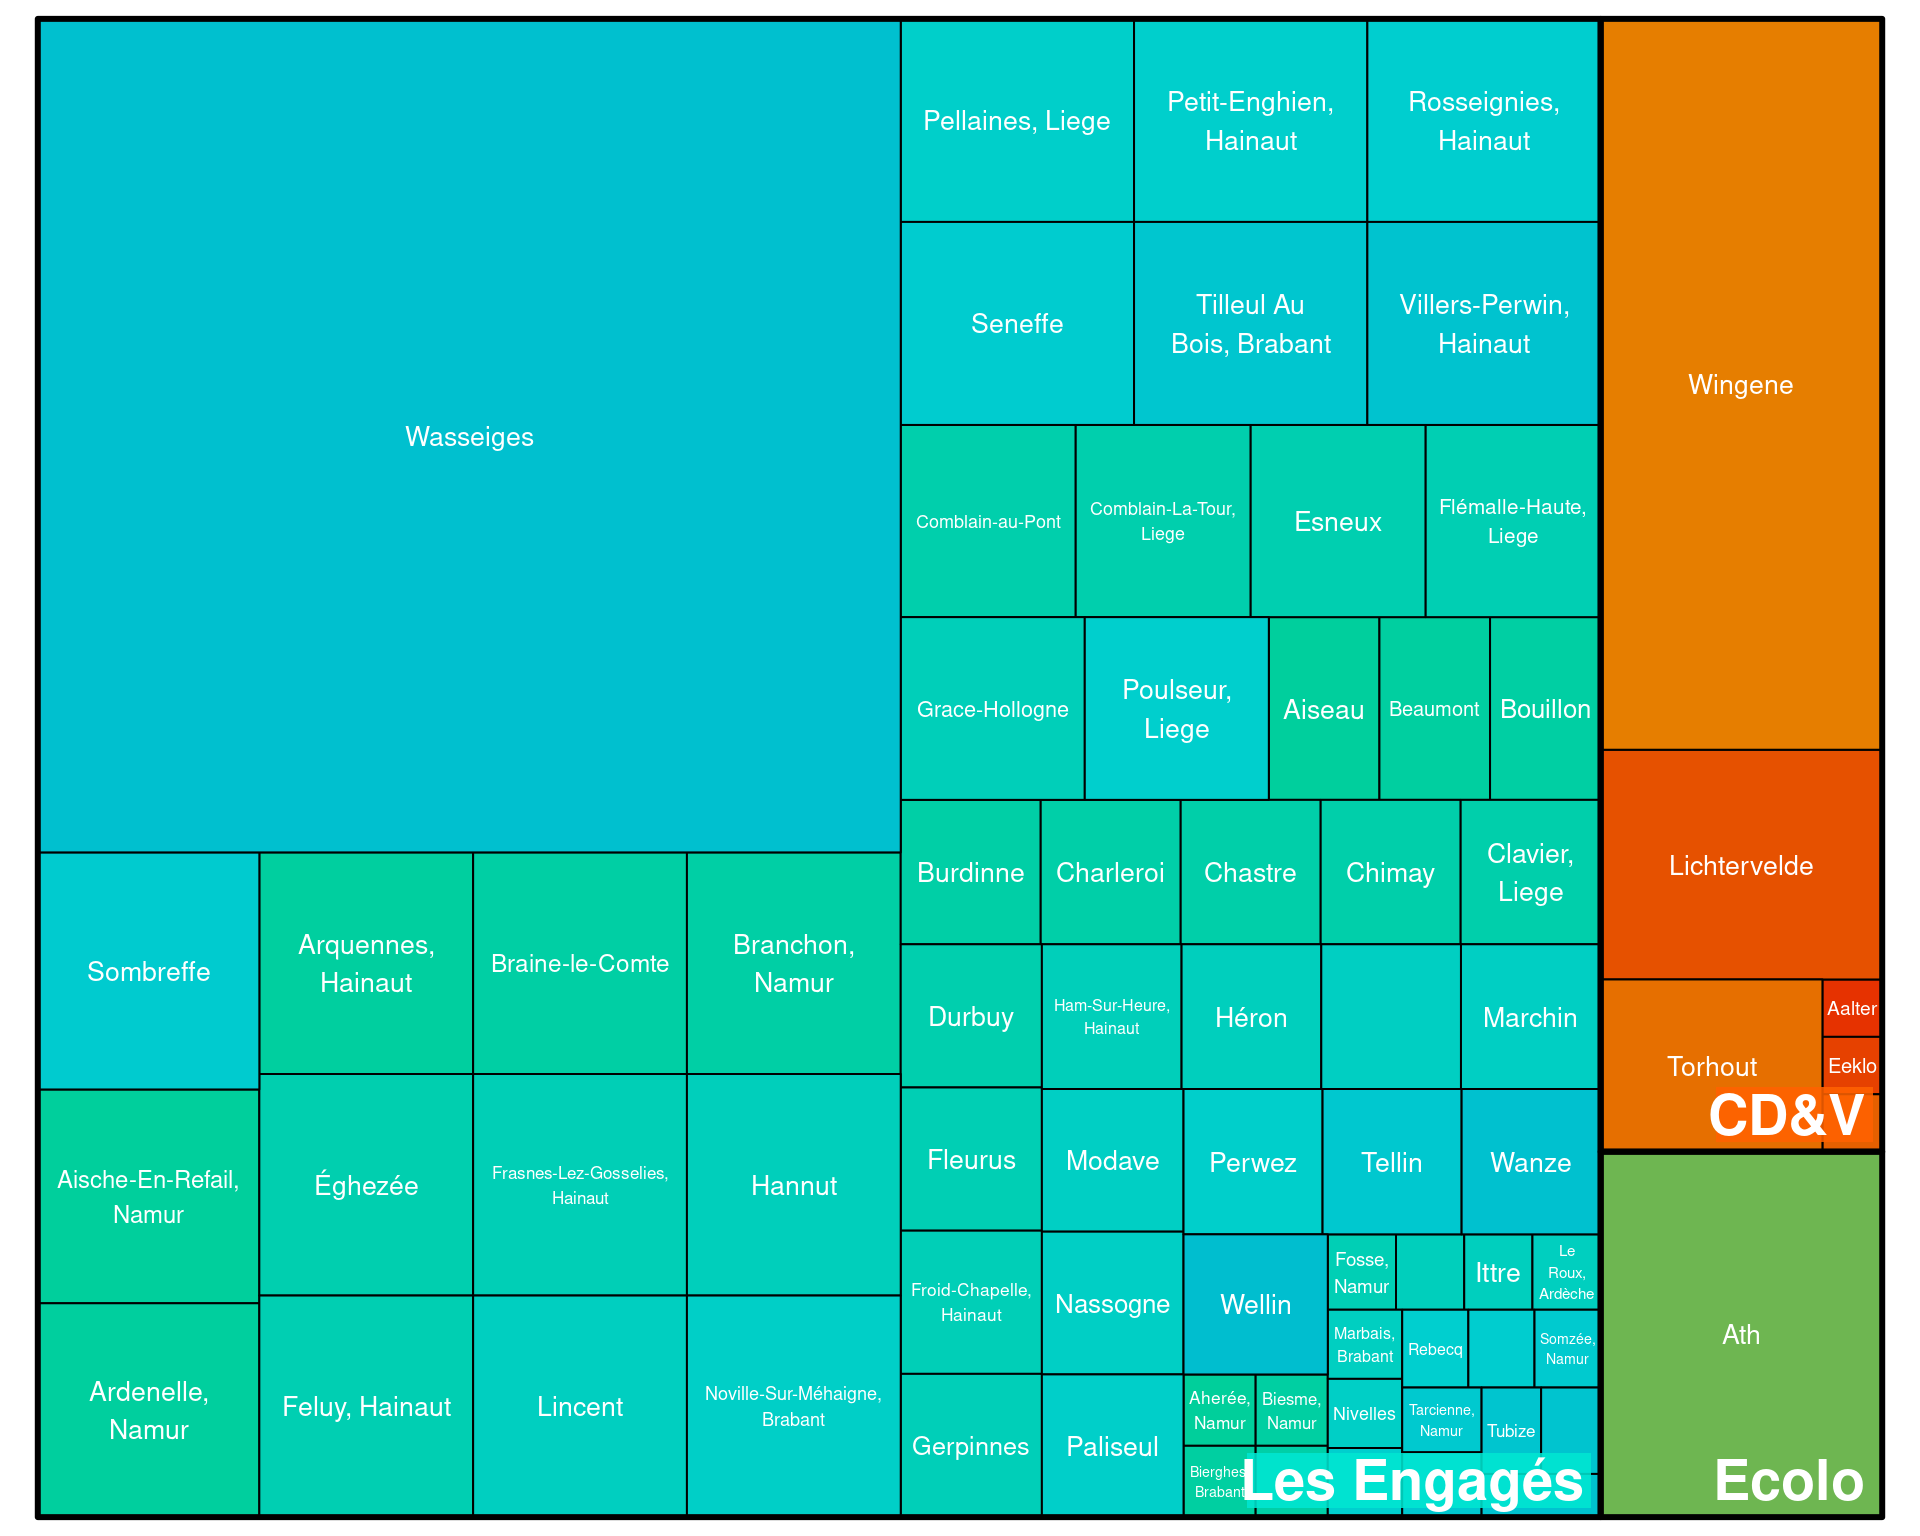 Wasseiges
Pellaines, Liege
Petit-Enghien,
Hainaut
Rosseignies,
Hainaut
Seneffe
Tilleul Au
Bois, Brabant
Villers-Perwin,
Hainaut
Comblain-au-Pont
Comblain-La-Tour,
Liege
Esneux
Flémalle-Haute,
Liege
Grace-Hollogne
Poulseur,
Liege
Aiseau
Beaumont
Bouillon
Burdinne
Charleroi
Chastre
Chimay
Clavier,
Liege
Sombreffe
Arquennes,
Hainaut
Braine-le-Comte
Branchon,
Namur
Durbuy
Ham-Sur-Heure,
Hainaut
Héron
Marchin
Aische-En-Refail,
Namur
Éghezée
Frasnes-Lez-Gosselies,
Hainaut
Hannut
Fleurus
Modave
Perwez
Tellin
Wanze
Ardenelle,
Namur
Feluy, Hainaut
Lincent
Noville-Sur-Méhaigne,
Brabant
Froid-Chapelle,
Hainaut
Nassogne
Wellin
Fosse,
Namur
Ittre
Le
Roux,
Ardèche
Marbais,
Brabant
Rebecq
Somzée,
Namur
Gerpinnes
Paliseul
Aherée,
Namur
Biesme,
Namur
Nivelles
Tarcienne,
Namur
Tubize
Bierghes,
Brabant
Les Engagés
Wingene
Lichtervelde
Torhout
Aalter
Eeklo
CD&V
Ath
Ecolo